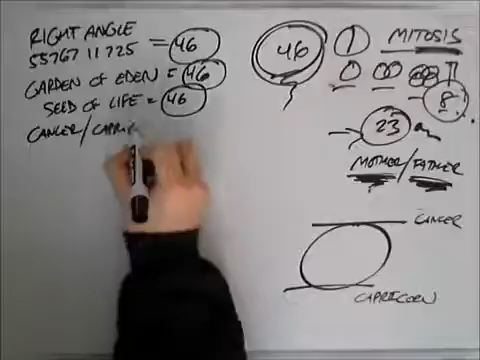 RIGHT ANGLE
55767 11 725 = 46
GARDEN OF EDEN = 46
SEED OF LIFE = 46
CANCER/CAPRI
46
1 MITOSIS
8.
23
MOTHER/FATHER
CANCER
CAPRICORN